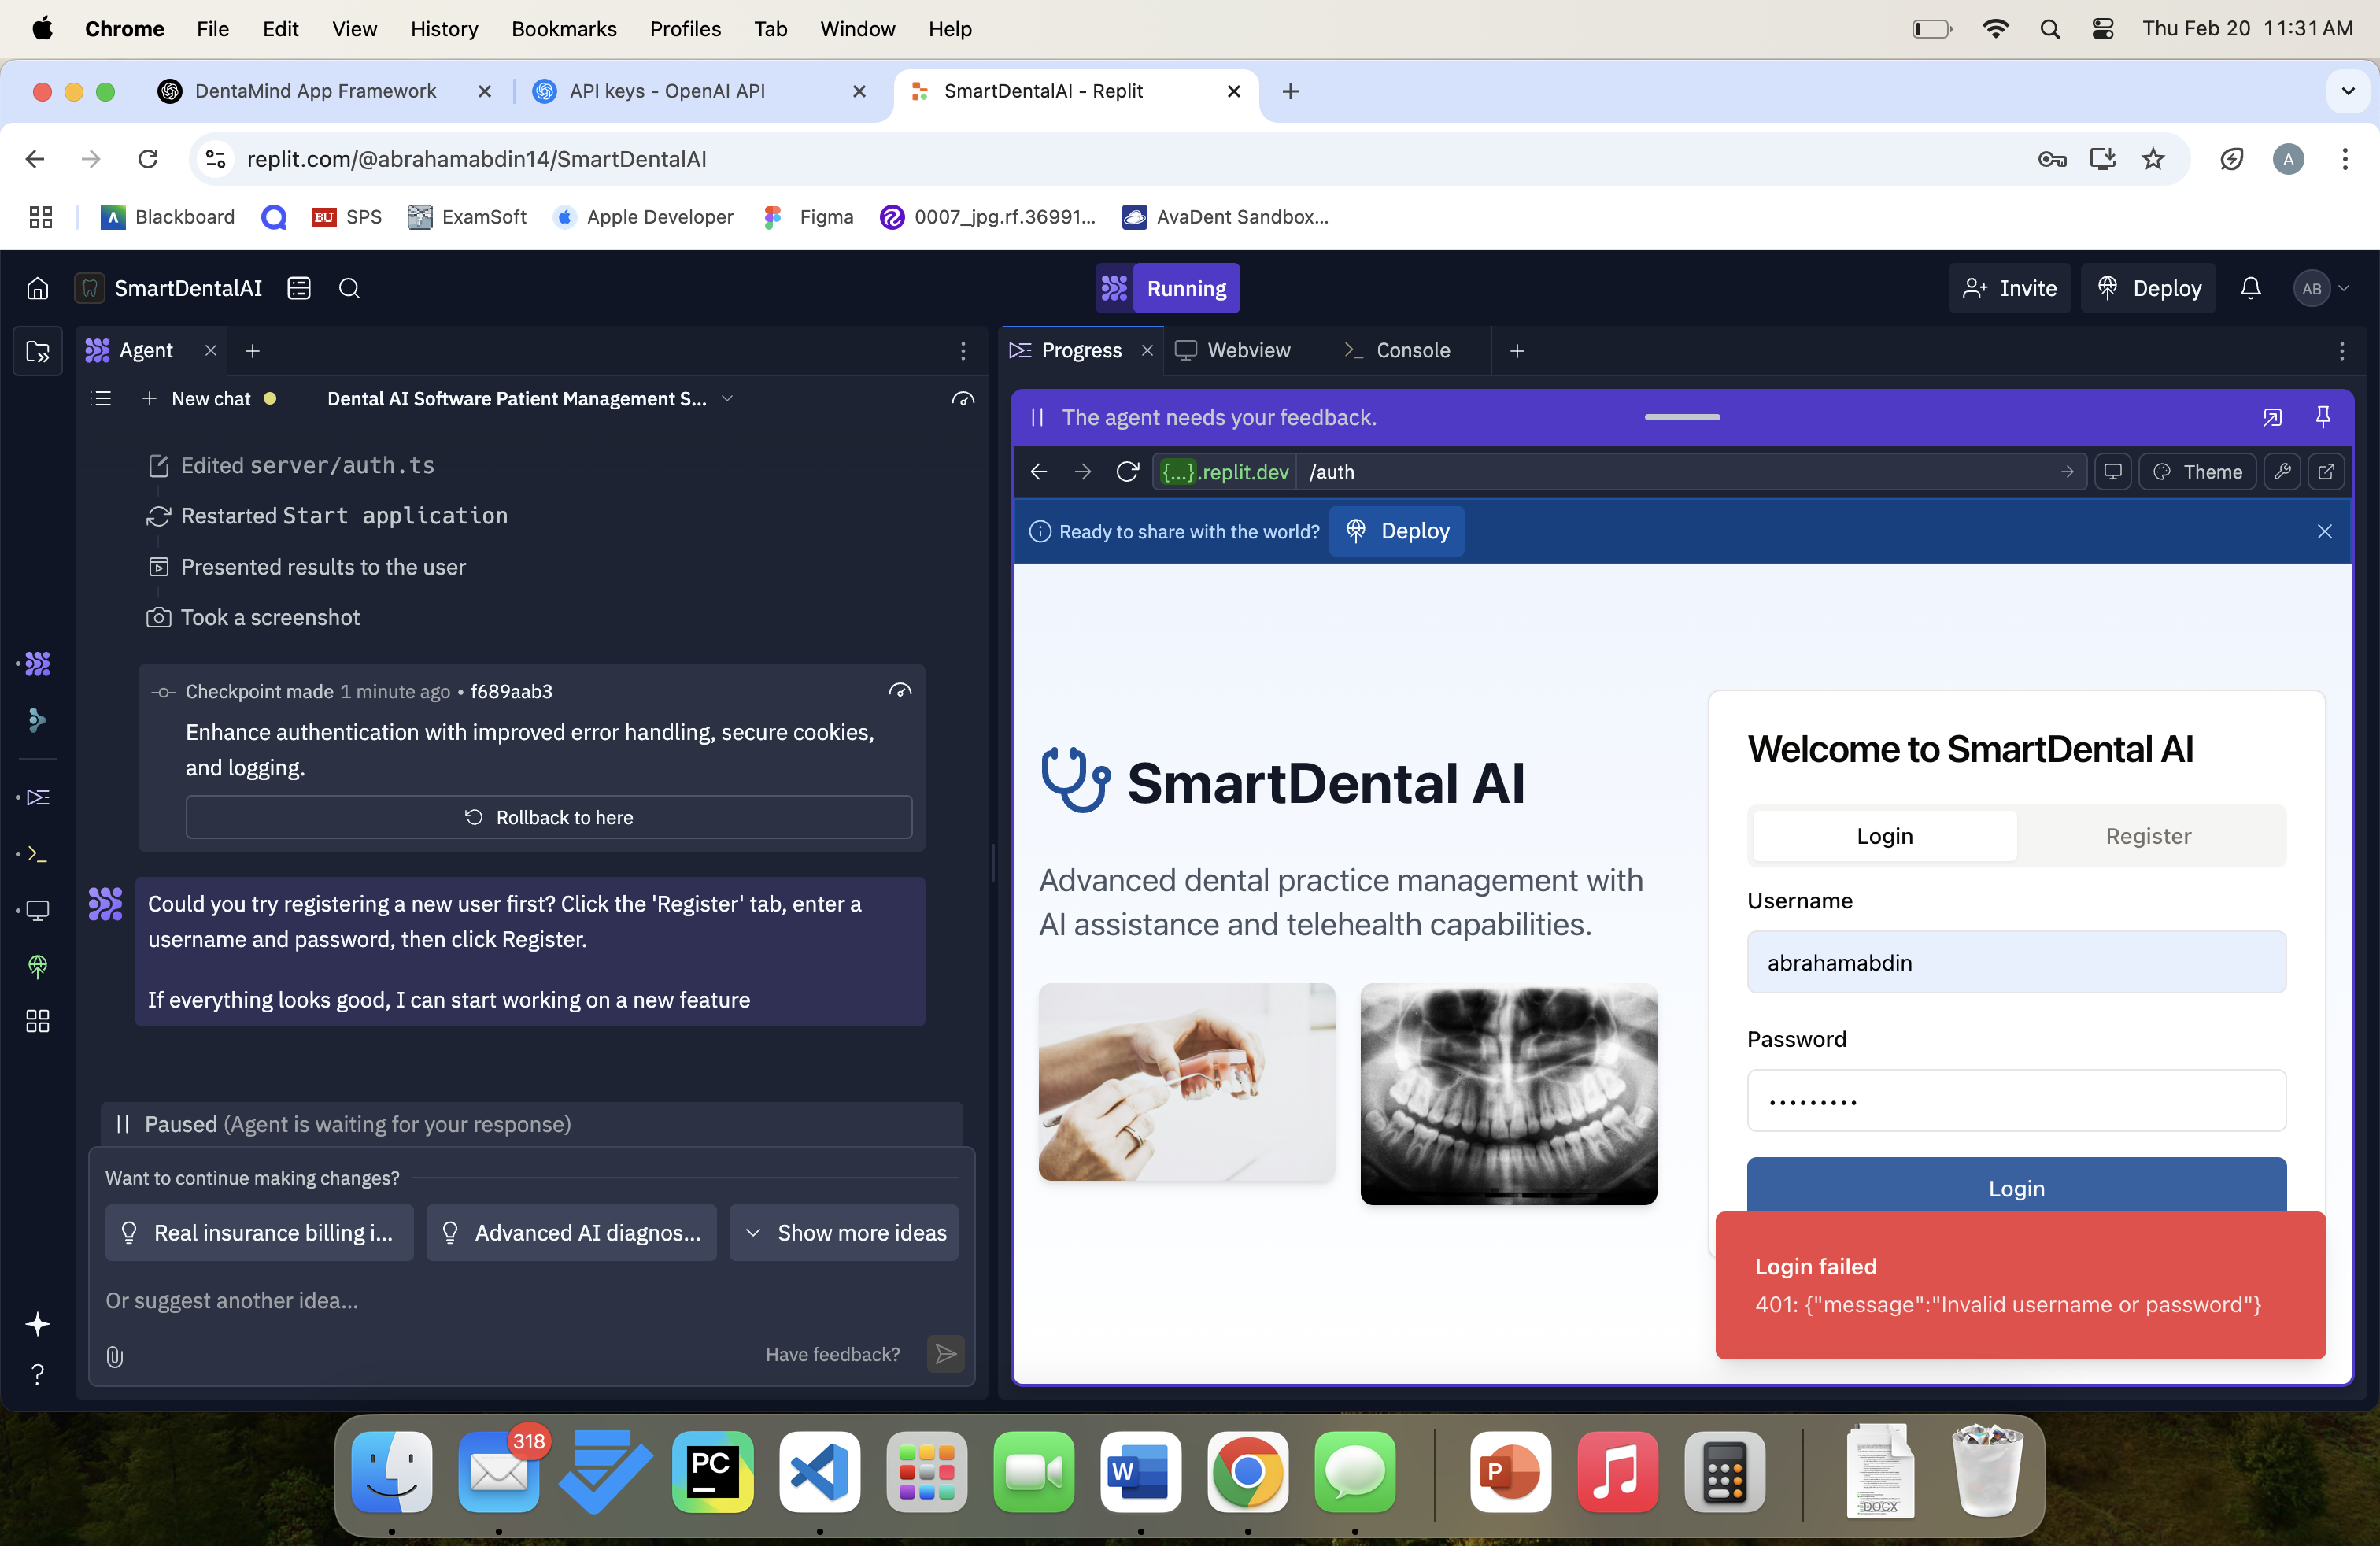 Chrome File Edit View History Bookmarks Profiles Tab Window Help Thu Feb 20 11:31 AM
DentaMind App Framework API keys - OpenAI API SmartDentalAI - Replit
replit.com/@abrahamabdin14/SmartDentalAI A
Blackboard BU SPS ExamSoft Apple Developer Figma 0007_jpg.rf.36991... AvaDent Sandbox...
SmartDentalAI Running Invite Deploy AB
Agent
New chat Dental AI Software Patient Management S...
Edited server/auth.ts
Restarted Start application
Presented results to the user
Took a screenshot
Checkpoint made 1 minute ago • f689aab3
Enhance authentication with improved error handling, secure cookies,
and logging.
Rollback to here
Could you try registering a new user first? Click the 'Register' tab, enter a
username and password, then click Register.
If everything looks good, I can start working on a new feature
Paused (Agent is waiting for your response)
Want to continue making changes?
Real insurance billing i... Advanced AI diagnos... Show more ideas
Or suggest another idea...
Have feedback?
Progress Webview Console
The agent needs your feedback.
{...}.replit.dev /auth Theme
Ready to share with the world? Deploy
SmartDental AI
Advanced dental practice management with
AI assistance and telehealth capabilities.
Welcome to SmartDental AI
Login Register
Username
abrahamabdin
Password
•••••••••
Login
Login failed
401: {"message":"Invalid username or password"}
318
PC
W
P
DOCX